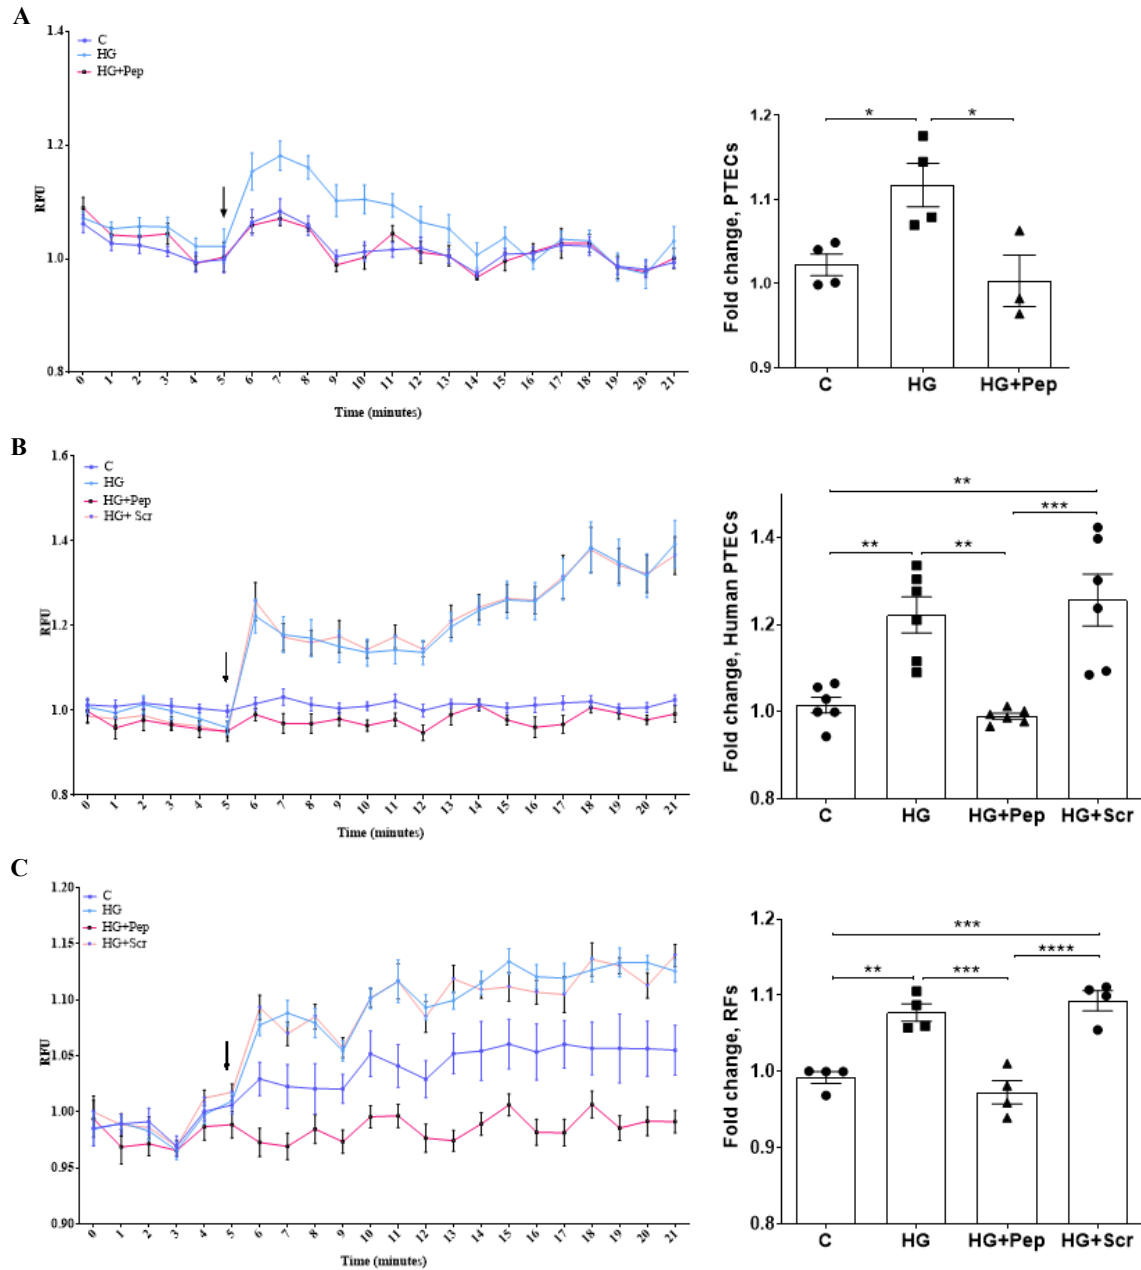 A
1.4
C
HG
HG+Pep
1.2
RFU
1.0
0.8
0 1 2 3 4 5 6 7 8 9 10 11 12 13 14 15 16 17 18 19 20 21
Time (minutes)
Fold change, PTECs
1.2
1.1
1.0
0.9
* *
C HG HG+Pep
B
1.6
C
HG
HG+Pep
HG+ Scr
1.4
1.2
RFU
1.0
0.8
0 1 2 3 4 5 6 7 8 9 10 11 12 13 14 15 16 17 18 19 20 21
Time (minutes)
Fold change, Human PTECs
1.4
1.2
1.0
0.8
**
***
** **
C HG HG+Pep HG+Scr
C
1.20
C
HG
HG+Pep
HG+Scr
1.15
1.10
RFU
1.05
1.00
0.95
0.90
0 1 2 3 4 5 6 7 8 9 10 11 12 13 14 15 16 17 18 19 20 21
Time (minutes)
Fold change, RFs
1.2
1.1
1.0
0.9
0.8
***
****
** ***
C HG HG+Pep HG+Scr